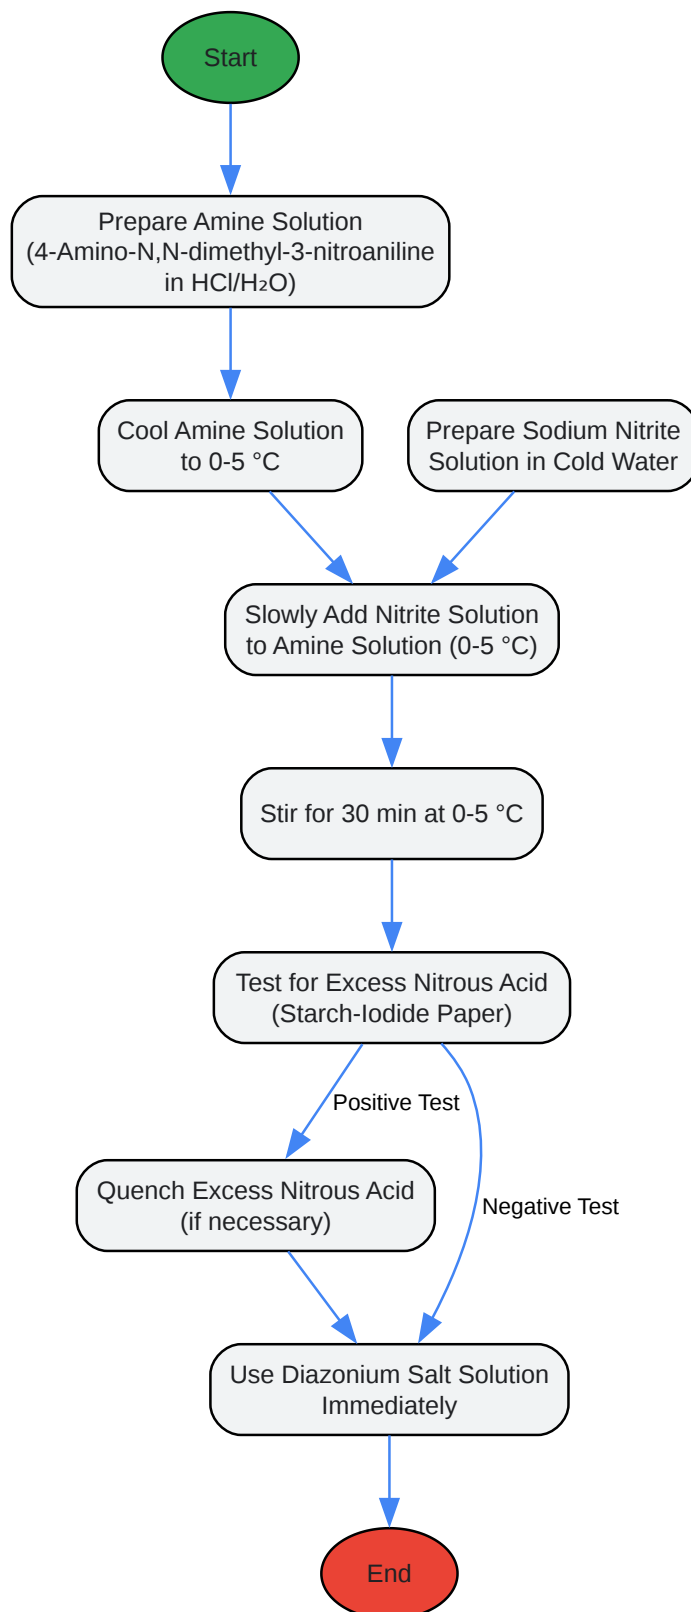 Start
Prepare Amine Solution
(4-Amino-N,N-dimethyl-3-nitroaniline
in HCl/H₂O)
Cool Amine Solution
to 0-5 °C
Prepare Sodium Nitrite
Solution in Cold Water
Slowly Add Nitrite Solution
to Amine Solution (0-5 °C)
Stir for 30 min at 0-5 °C
Test for Excess Nitrous Acid
(Starch-Iodide Paper)
Positive Test
Quench Excess Nitrous Acid
(if necessary)
Negative Test
Use Diazonium Salt Solution
Immediately
End